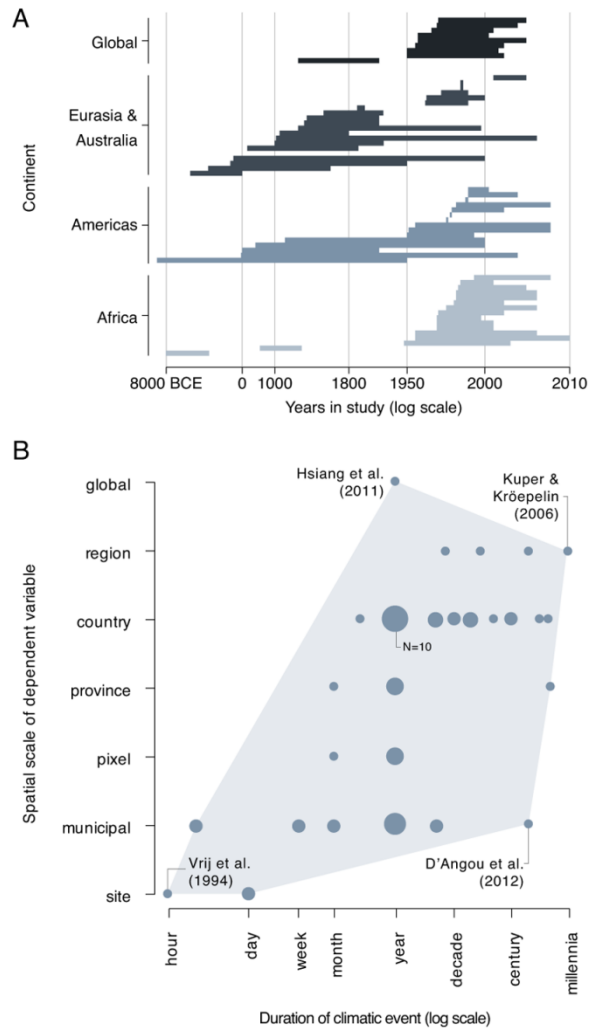 A
Global
Eurasia &
Australia
Americas
Africa
Continent
8000 BCE 0 1000 1800 1950 2000 2010
Years in study (log scale)
B
Hsiang et al.
(2011)
Kuper &
Kröepelin
(2006)
global
region
country
N=10
province
pixel
municipal
Vrij et al.
(1994)
D'Angou et al.
(2012)
site
Spatial scale of dependent variable
hour
day
week
month
year
decade
century
millennia
Duration of climatic event (log scale)